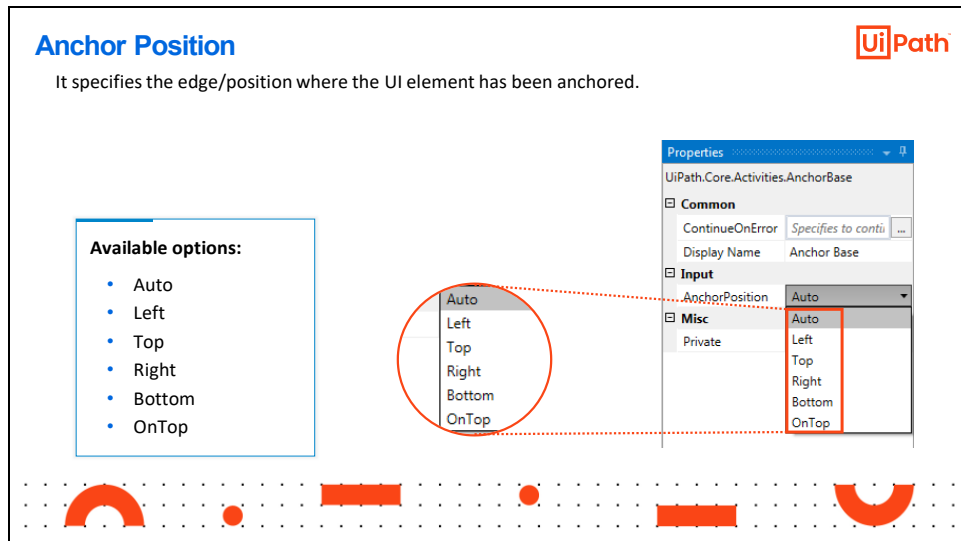 Anchor Position
UiPath
It specifies the edge/position where the UI element has been anchored.
Available options:
• Auto
• Left
• Top
• Right
• Bottom
• OnTop
Auto
Left
Top
Right
Bottom
OnTop
Properties
UiPath.Core.Activities.AnchorBase
Common
ContinueOnError Specifies to conti ...
Display Name Anchor Base
Input
AnchorPosition Auto
Misc Auto
Private Left
Top
Right
Bottom
OnTop